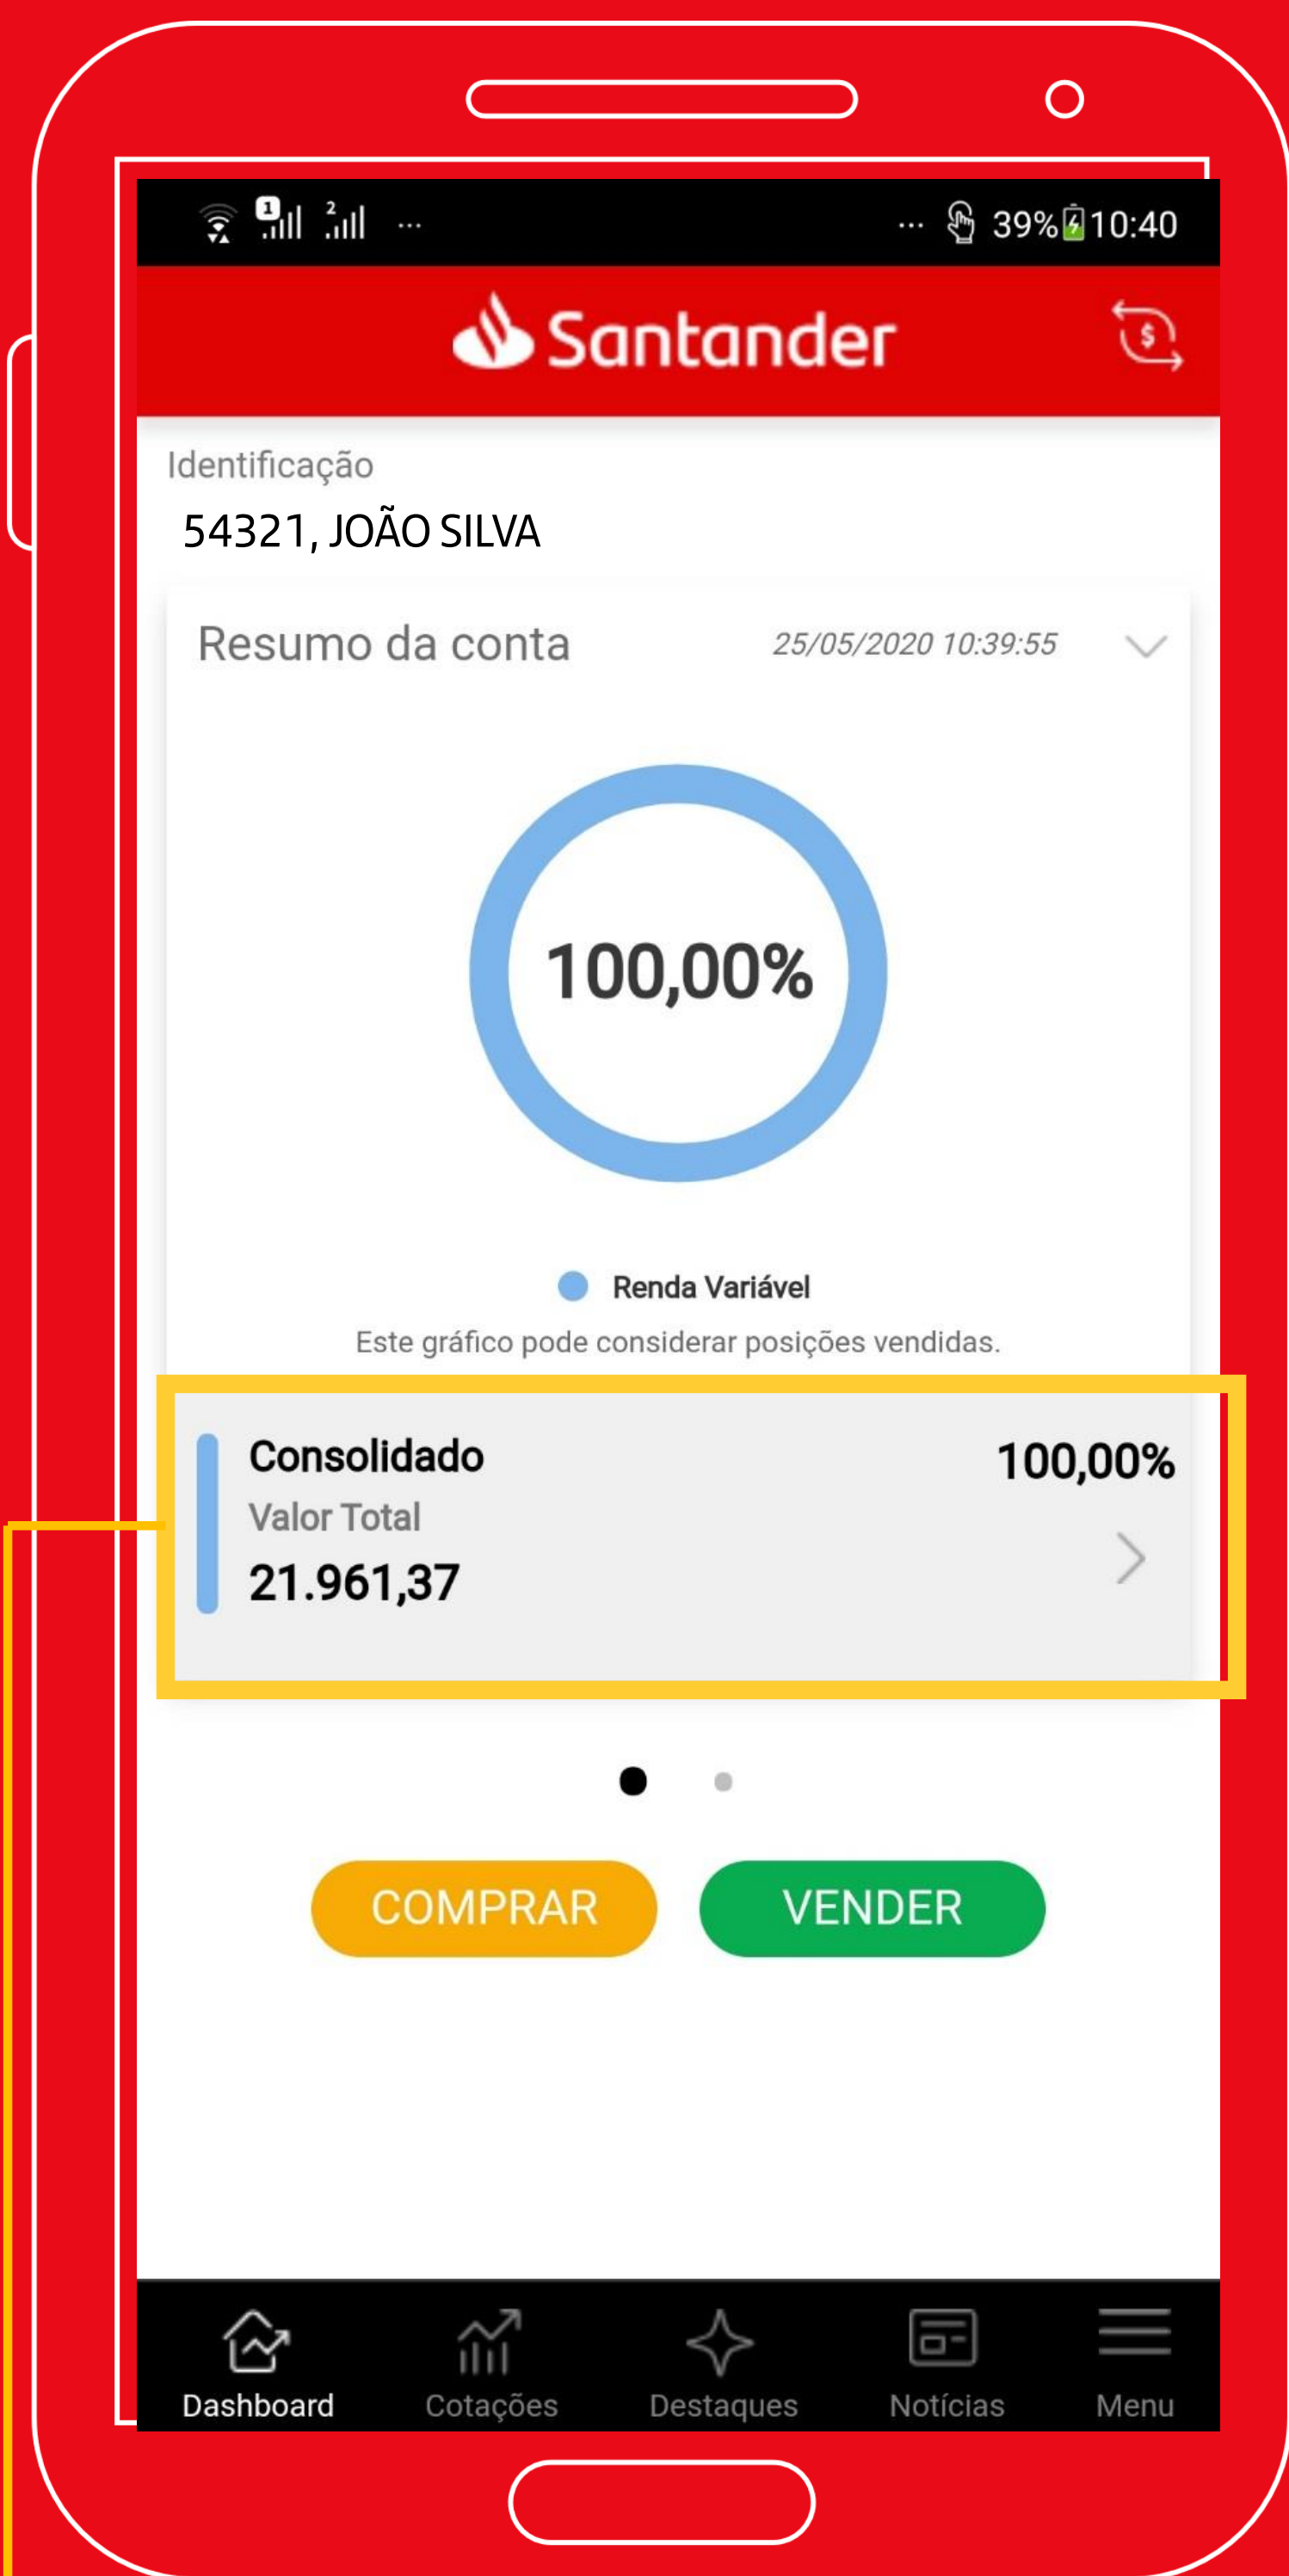 1 2 ... ... 39% 10:40
Santander
$
Identificação
54321, JOÃO SILVA
Resumo da conta 25/05/2020 10:39:55
100,00%
Renda Variável
Este gráfico pode considerar posições vendidas.
Consolidado 100,00%
Valor Total
21.961,37
COMPRAR VENDER
Dashboard Cotações Destaques Notícias Menu